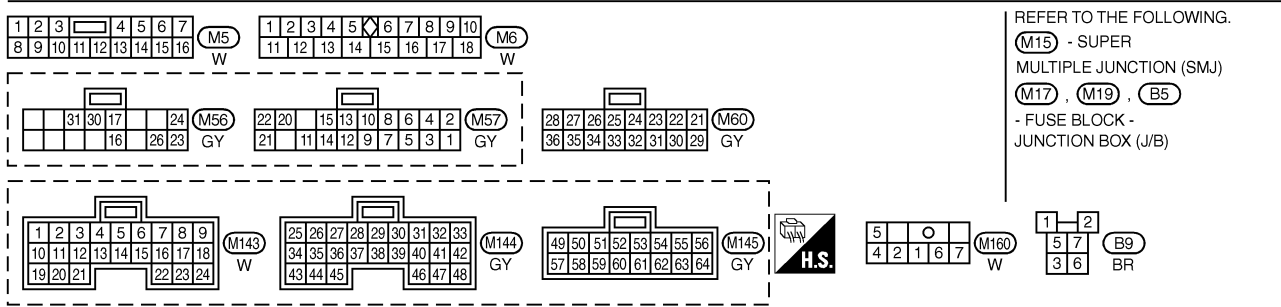 1 2 3 4 5 6 7
8 9 10 11 12 13 14 15 16
M5
W
1 2 3 4 5 6 7 8 9 10
11 12 13 14 15 16 17 18
M6
W
31 30 17 24
16 26 23
M56
GY
22 20 15 13 10 8 6 4 2
21 11 14 12 9 7 5 3 1
M57
GY
28 27 26 25 24 23 22 21
36 35 34 33 32 31 30 29
M60
GY
REFER TO THE FOLLOWING.
M15 - SUPER
MULTIPLE JUNCTION (SMJ)
M17 , M19 , B5
- FUSE BLOCK -
JUNCTION BOX (J/B)
1 2 3 4 5 6 7 8 9
10 11 12 13 14 15 16 17 18
19 20 21 22 23 24
M143
W
25 26 27 28 29 30 31 32 33
34 35 36 37 38 39 40 41 42
43 44 45 46 47 48
M144
GY
49 50 51 52 53 54 55 56
57 58 59 60 61 62 63 64
M145
GY
H.S.
5
4 2 1 6 7
M160
W
1 2
5 7
3 6
B9
BR